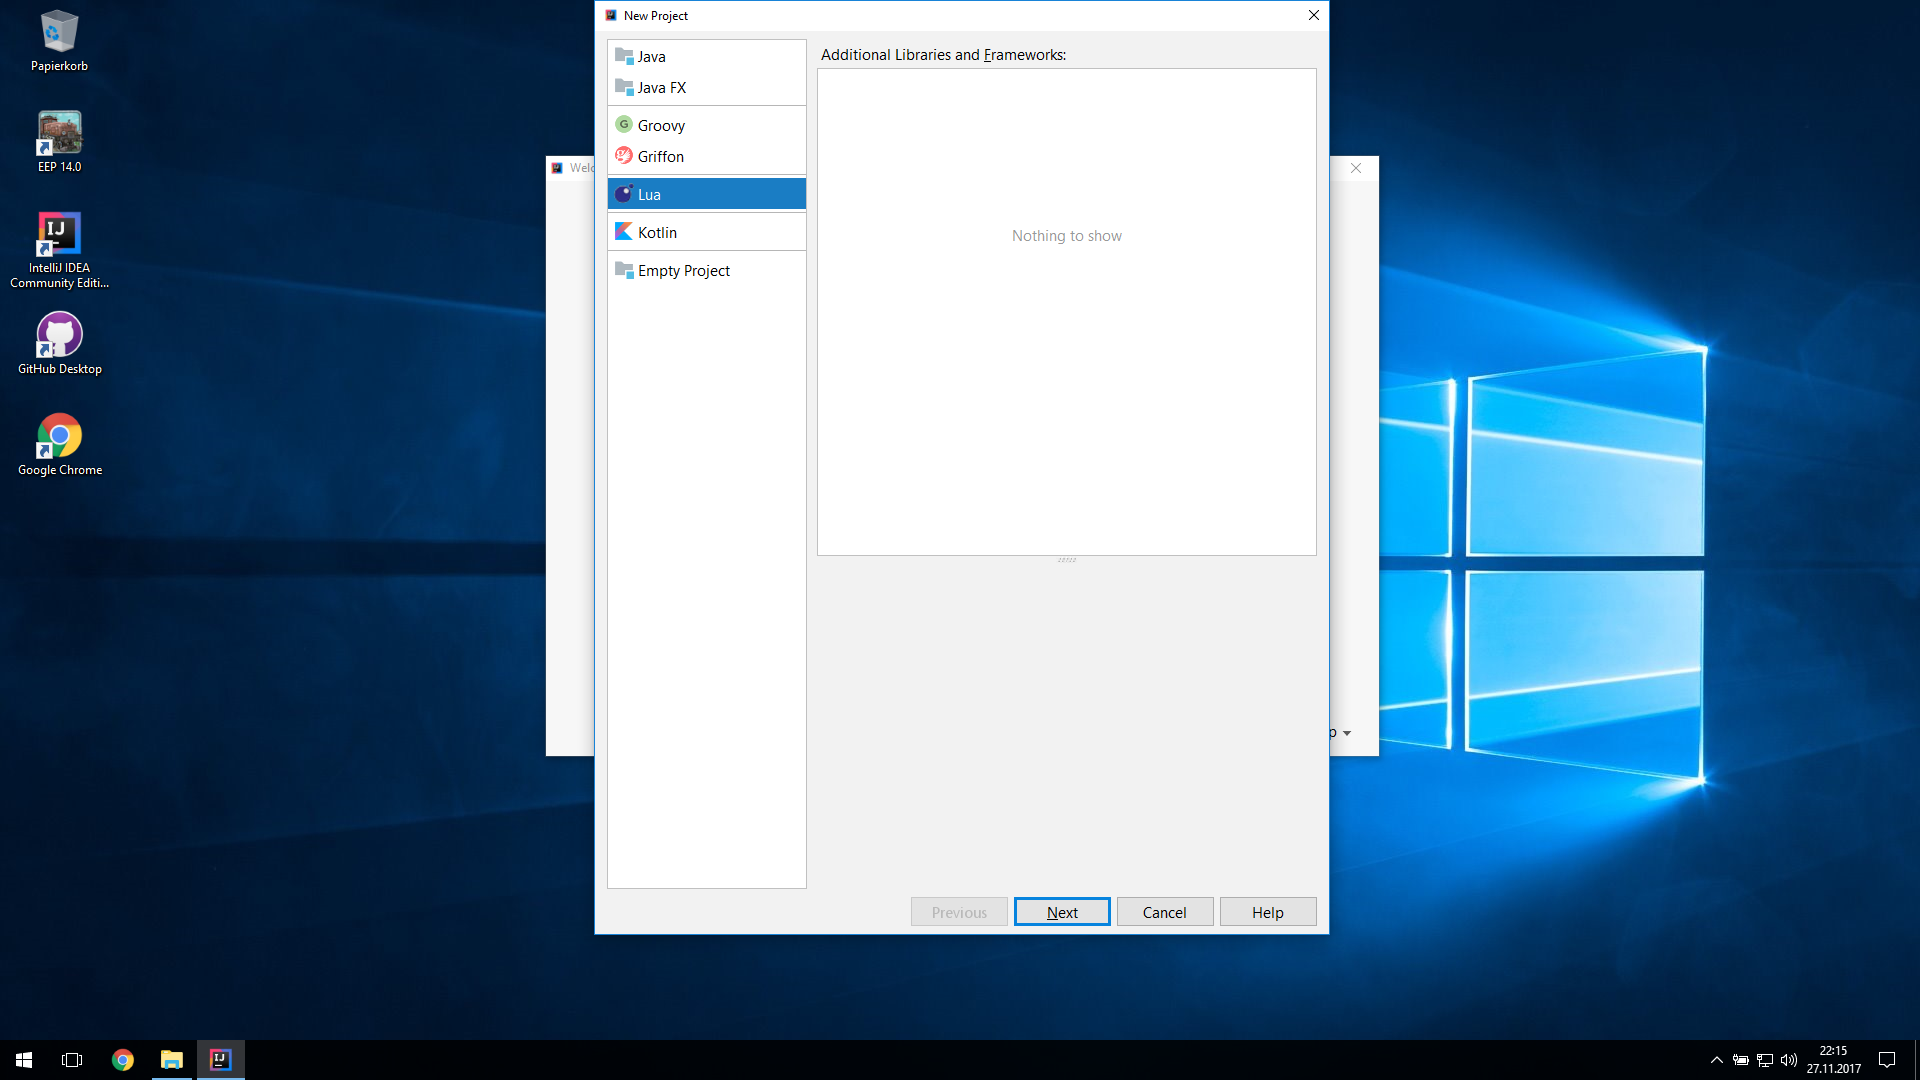 Papierkorb
EEP 14.0
IJ
IntelliJ IDEA
Community Editi...
GitHub Desktop
Google Chrome
Welc
New Project
Java
Java FX
G Groovy
Griffon
Lua
Kotlin
Empty Project
Additional Libraries and Frameworks:
Nothing to show
p
Previous
Next
Cancel
Help
IJ
22:15
27.11.2017